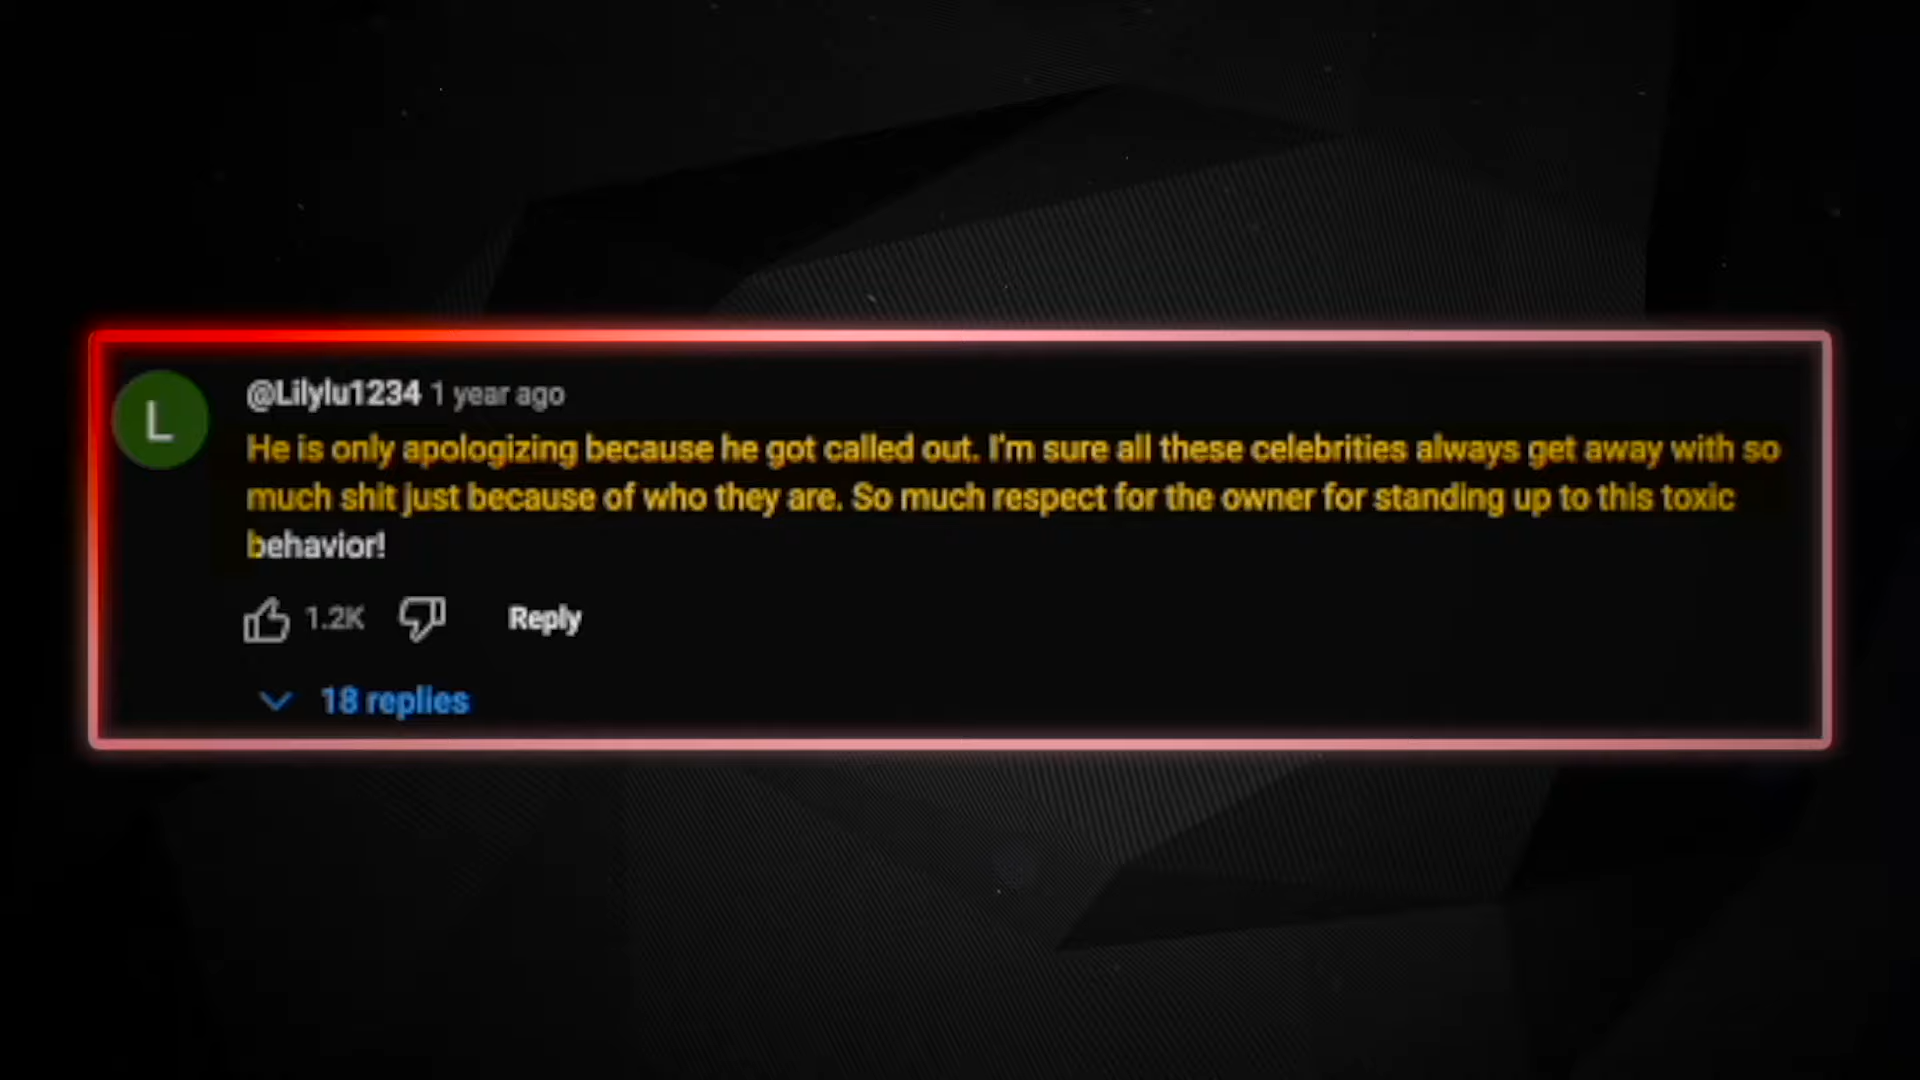 L
@Lilylu1234 1 year ago
He is only apologizing because he got called out. I'm sure all these celebrities always get away with so
much shit just because of who they are. So much respect for the owner for standing up to this toxic
behavior!
1.2K Reply
18 replies